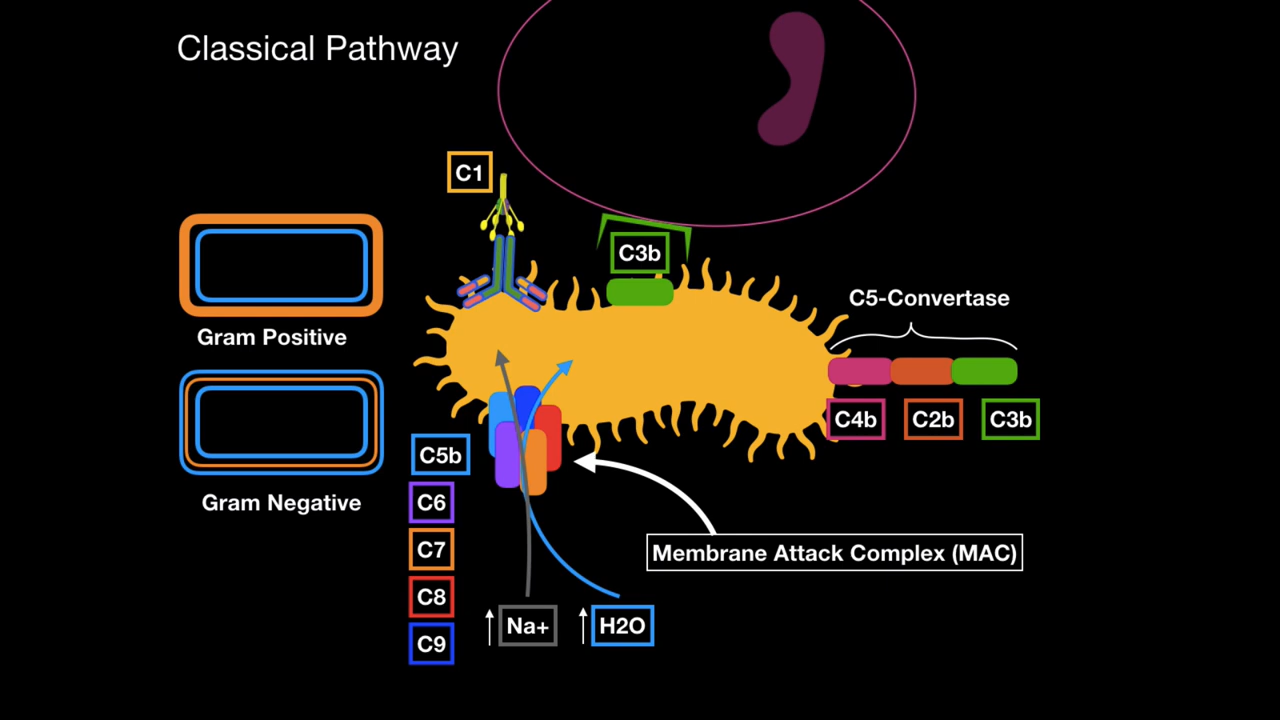 Classical Pathway
C1
C3b
Gram Positive
C5-Convertase
C4b
C2b
C3b
Gram Negative
C5b
C6
C7
C8
C9
Membrane Attack Complex (MAC)
Na+
H2O